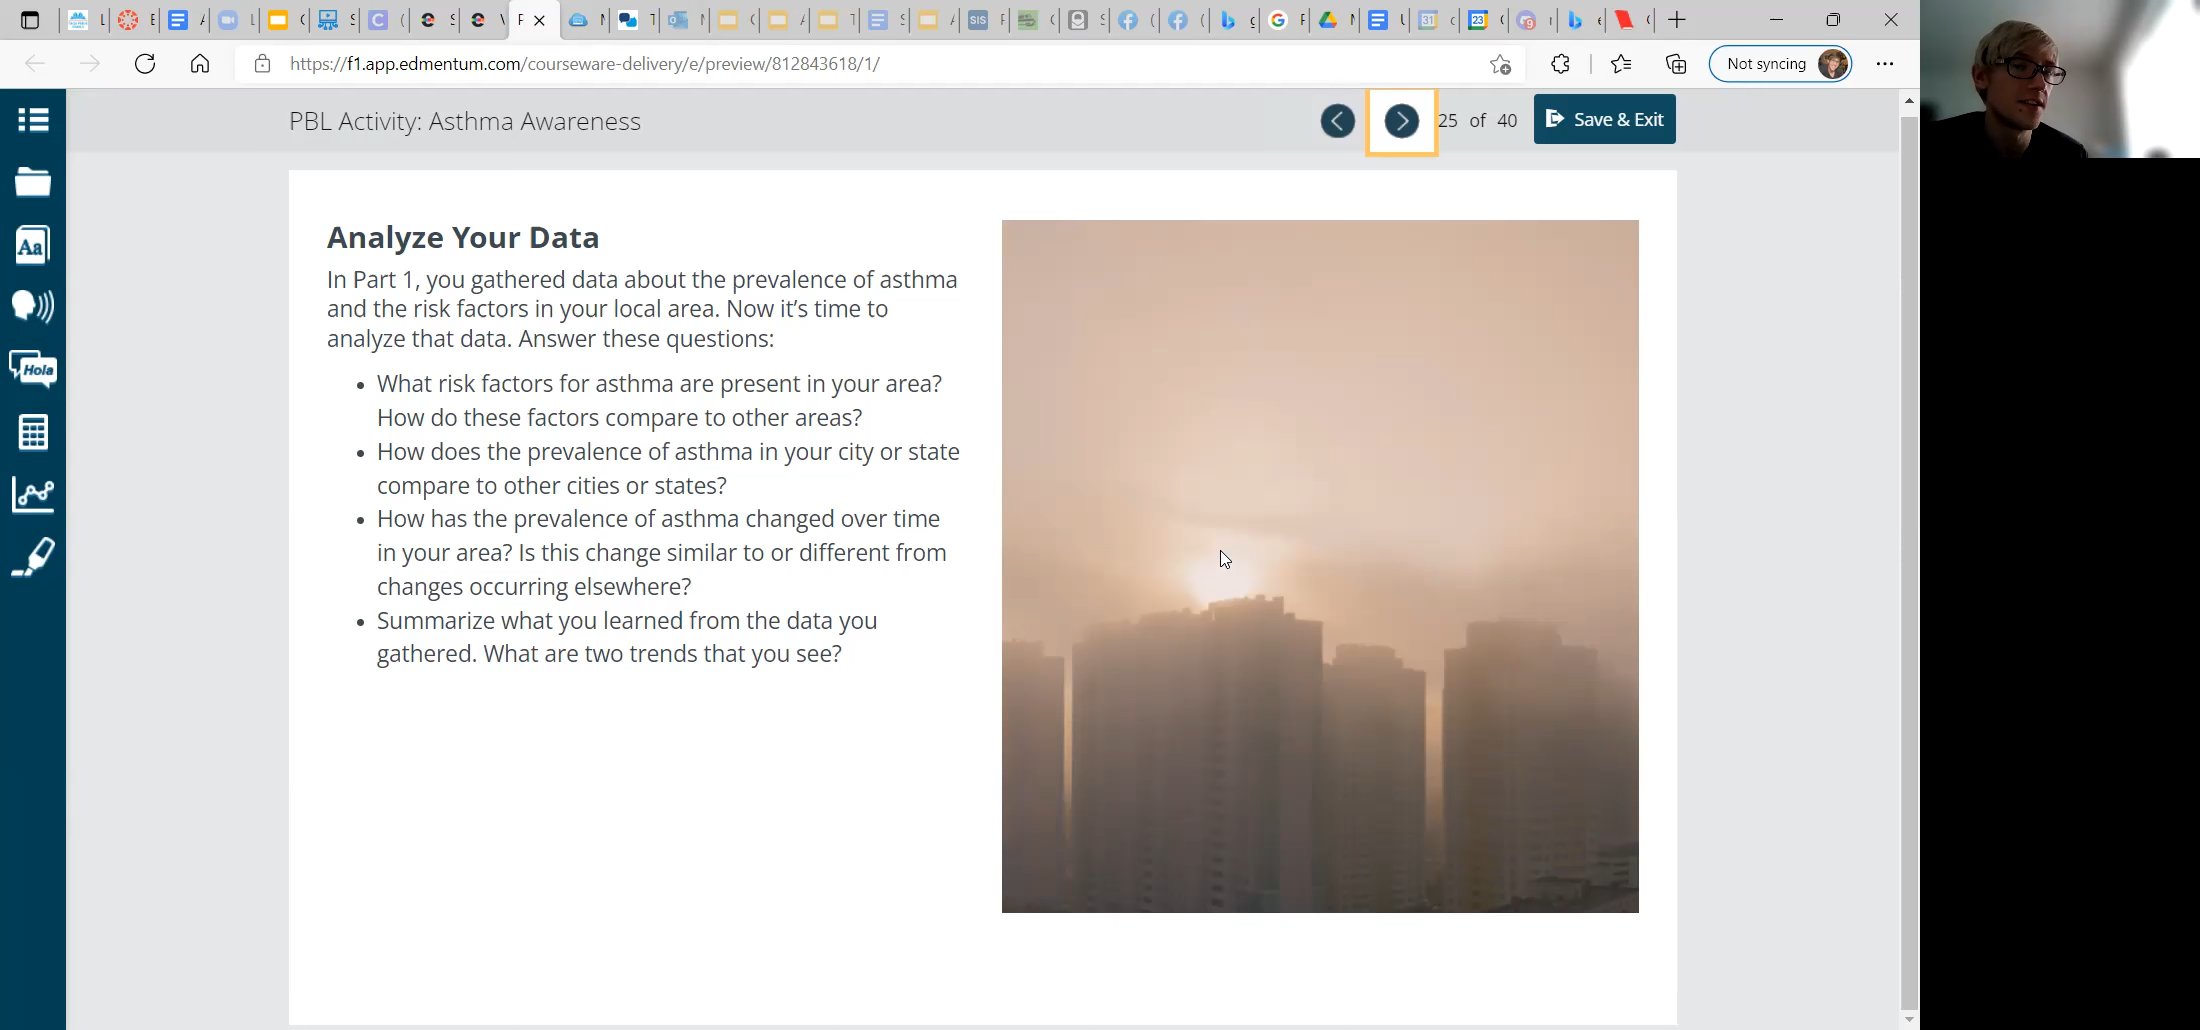 L
E
A
L
C
S
C
(
S
V
F
N
T
N
C
A
T
S
A
SIS
F
C
S
(
(
g
F
N
L
31
c
23
C
9
r
e
(
https://f1.app.edmentum.com/courseware-delivery/e/preview/812843618/1/
Not syncing
PBL Activity: Asthma Awareness
25 of 40
Save & Exit
Aa
Hola
Analyze Your Data
In Part 1, you gathered data about the prevalence of asthma
and the risk factors in your local area. Now it’s time to
analyze that data. Answer these questions:
• What risk factors for asthma are present in your area?
How do these factors compare to other areas?
• How does the prevalence of asthma in your city or state
compare to other cities or states?
• How has the prevalence of asthma changed over time
in your area? Is this change similar to or different from
changes occurring elsewhere?
• Summarize what you learned from the data you
gathered. What are two trends that you see?